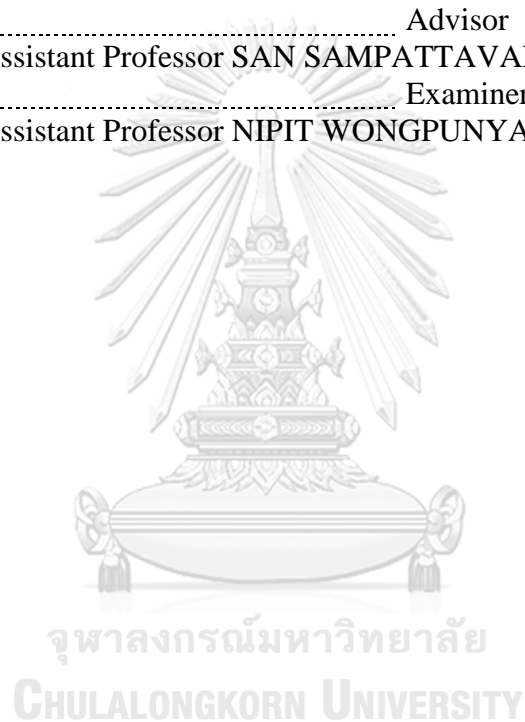 Advisor
ssistant Professor SAN SAMPATTAVA
Examiner
ssistant Professor NIPIT WONGPUNYA
จุฬาลงกรณ์มหาวิทยาลัย
CHULALONGKORN UNIVERSITY